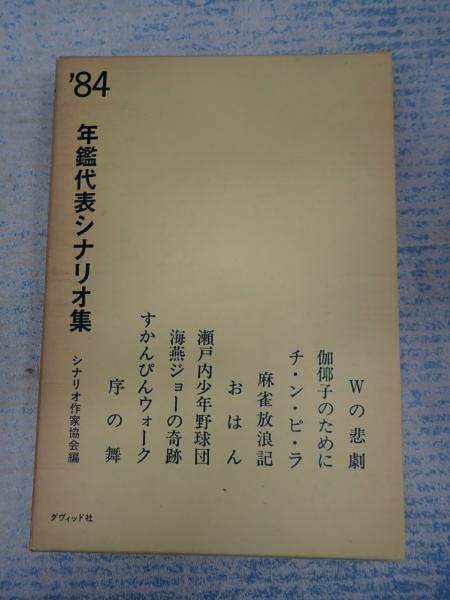 '84
年鑑代表シナリオ集
シナリオ作家協会編
Wの悲劇
伽倻子のために
チ・ン・ピ・ラ
麻雀放浪記
おはん
瀬戸内少年野球団
海燕ジョーの奇跡
すかんぴんウォーク
序の舞
ダヴィッド社